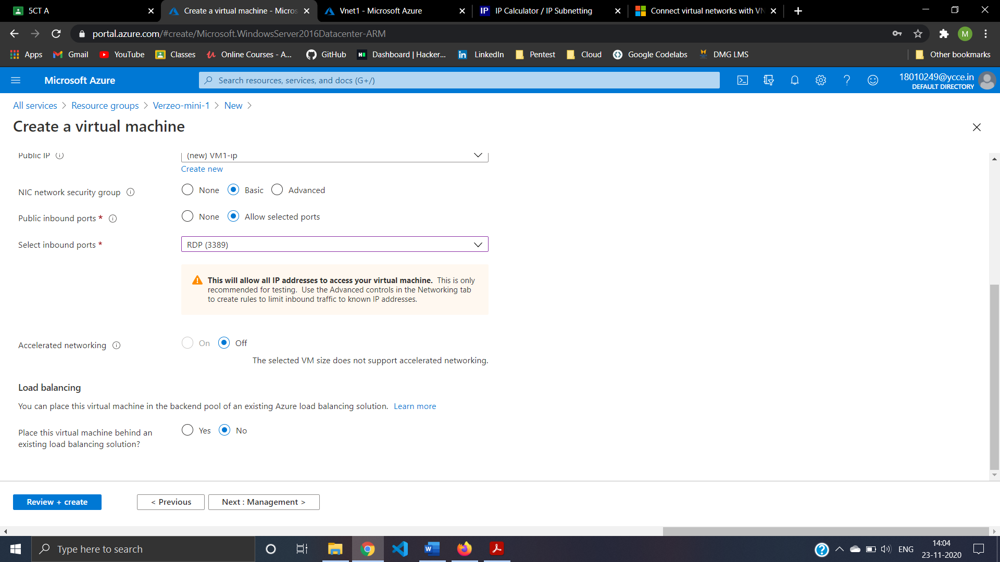 5CT A
Create a virtual machine - Micros
Vnet1 - Microsoft Azure
IP
IP Calculator / IP Subnetting
Connect virtual networks with VN
portal.azure.com/#create/Microsoft.WindowsServer2016Datacenter-ARM
M
Apps
Gmail
YouTube
Classes
Online Courses - A...
GitHub
Dashboard | Hacker...
LinkedIn
Pentest
Cloud
Google Codelabs
DMG LMS
Other bookmarks
Microsoft Azure
Search resources, services, and docs (G+/)
18010249@ycce.in
DEFAULT DIRECTORY
All services > Resource groups > Verzeo-mini-1 > New >
Create a virtual machine
Public IP
(new) VM1-ip
Create new
NIC network security group
None
Basic
Advanced
Public inbound ports *
None
Allow selected ports
Select inbound ports *
RDP (3389)
This will allow all IP addresses to access your virtual machine. This is only
recommended for testing. Use the Advanced controls in the Networking tab
to create rules to limit inbound traffic to known IP addresses.
Accelerated networking
On
Off
The selected VM size does not support accelerated networking.
Load balancing
You can place this virtual machine in the backend pool of an existing Azure load balancing solution. Learn more
Place this virtual machine behind an
existing load balancing solution?
Yes
No
Review + create
< Previous
Next : Management >
Type here to search
ENG
14:04
23-11-2020